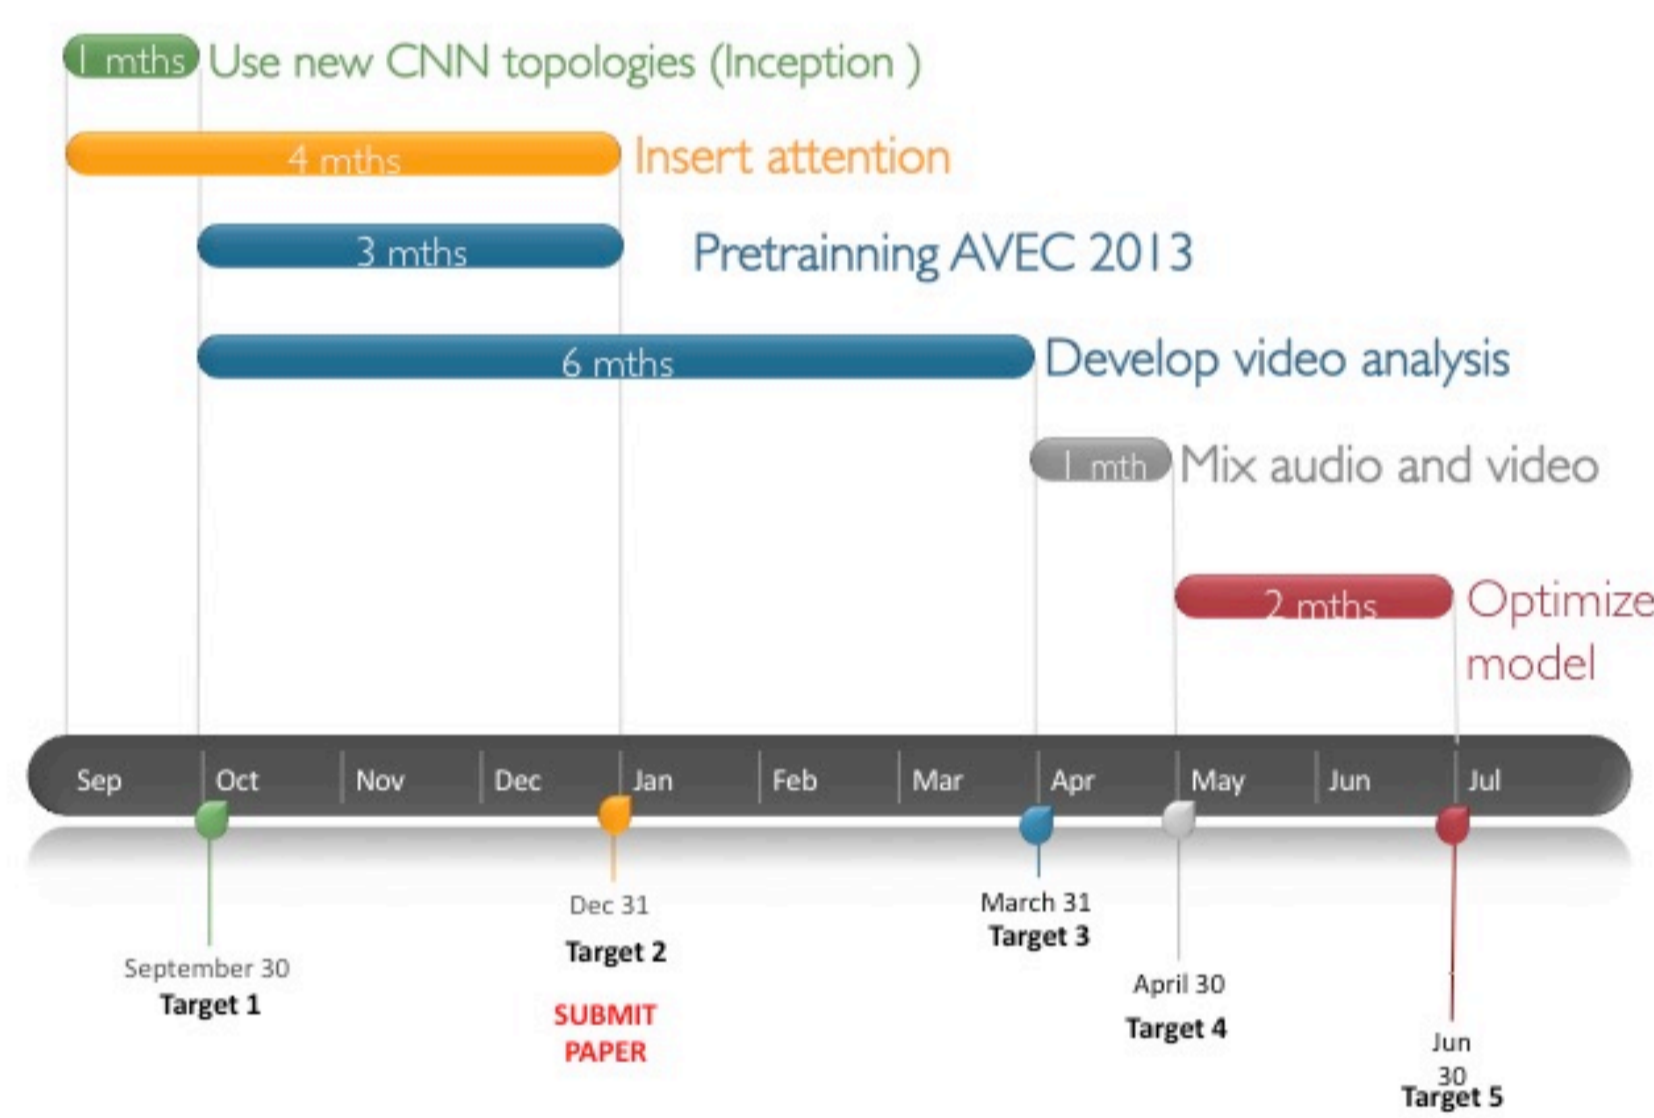 1 mths Use new CNN topologies (Inception )
4 mths Insert attention
3 mths Pretrainning AVEC 2013
6 mths Develop video analysis
1 mth Mix audio and video
2 mths Optimize
model
Sep Oct Nov Dec Jan Feb Mar Apr May Jun Jul
September 30
Target 1
Dec 31
Target 2
SUBMIT
PAPER
March 31
Target 3
April 30
Target 4
Jun
30
Target 5